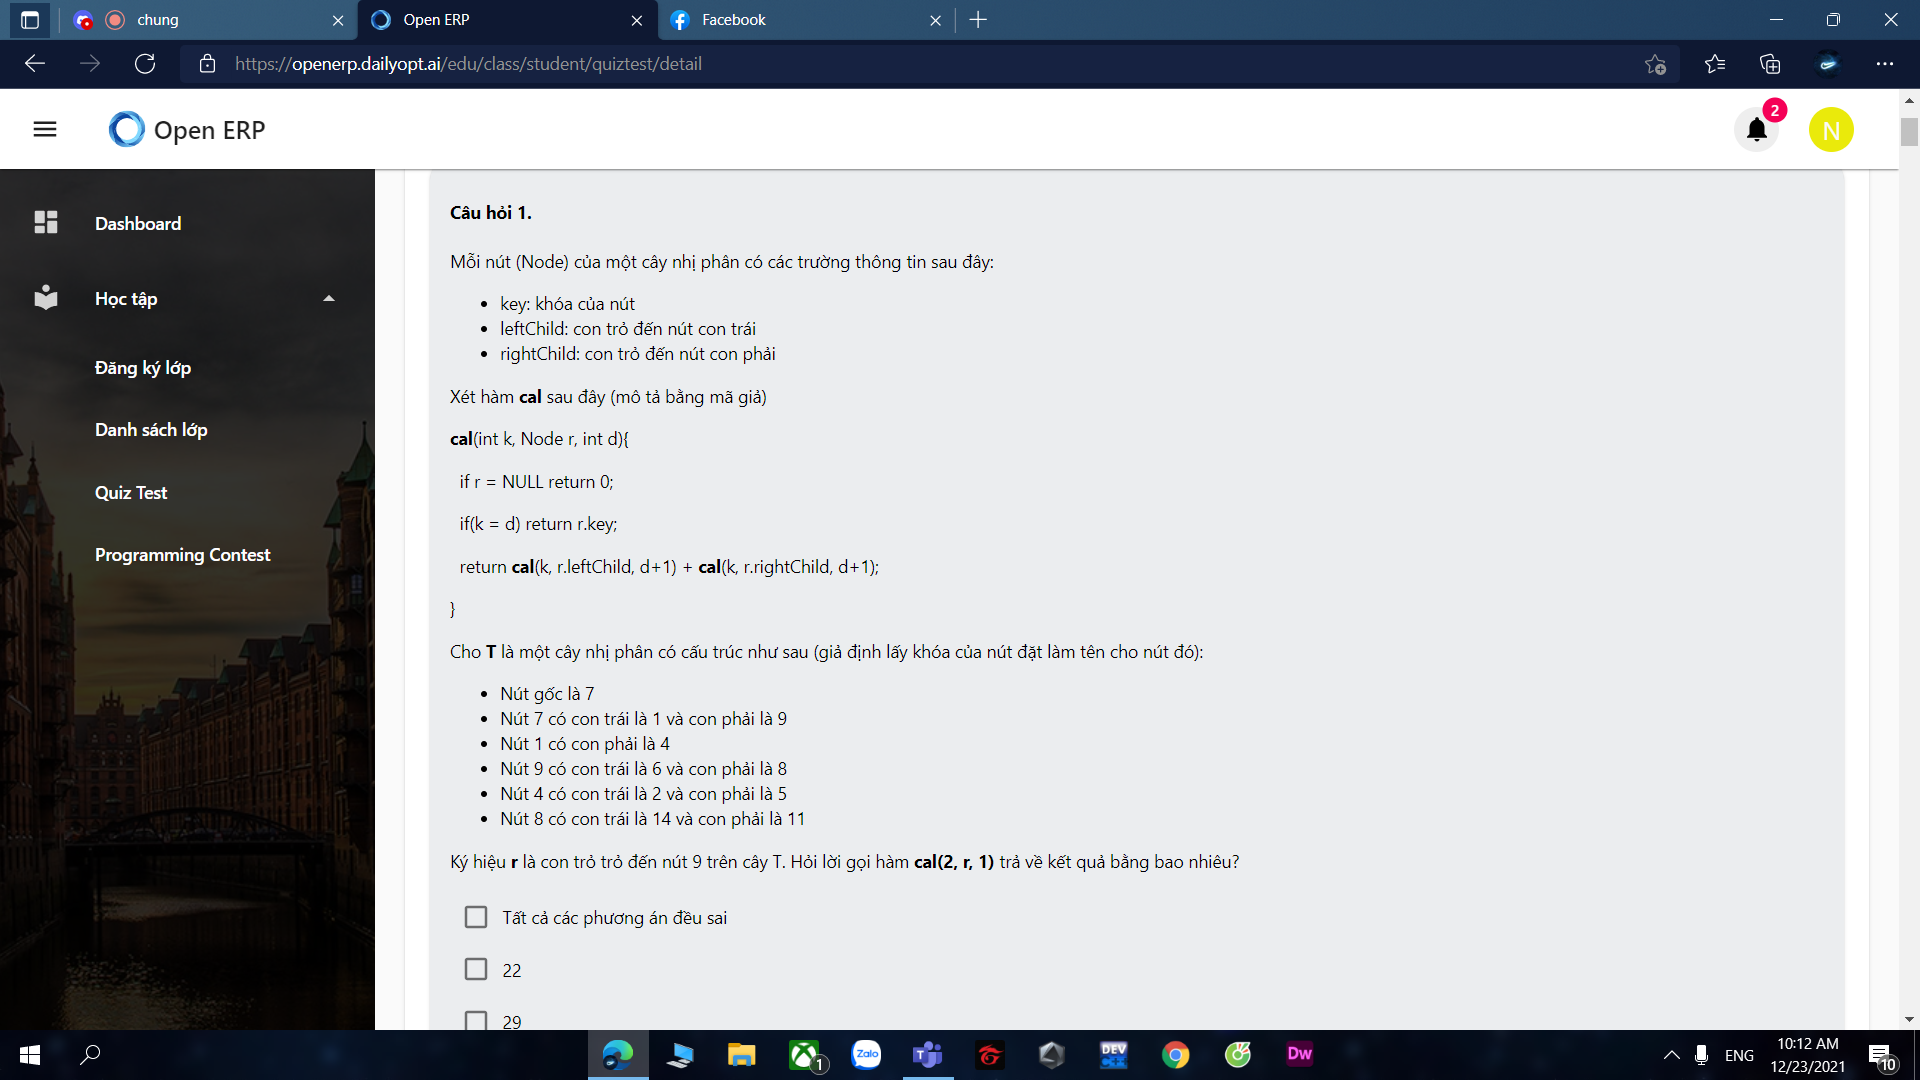 chung
Open ERP
Facebook
https://openerp.dailyopt.ai/edu/class/student/quiztest/detail
Open ERP
2
N
Dashboard
Học tập
Đăng ký lớp
Danh sách lớp
Quiz Test
Programming Contest
Câu hỏi 1.
Mỗi nút (Node) của một cây nhị phân có các trường thông tin sau đây:
• key: khóa của nút
• leftChild: con trỏ đến nút con trái
• rightChild: con trỏ đến nút con phải
Xét hàm cal sau đây (mô tả bằng mã giả)
cal(int k, Node r, int d){
if r = NULL return 0;
if(k = d) return r.key;
return cal(k, r.leftChild, d+1) + cal(k, r.rightChild, d+1);
}
Cho T là một cây nhị phân có cấu trúc như sau (giả định lấy khóa của nút đặt làm tên cho nút đó):
• Nút gốc là 7
• Nút 7 có con trái là 1 và con phải là 9
• Nút 1 có con phải là 4
• Nút 9 có con trái là 6 và con phải là 8
• Nút 4 có con trái là 2 và con phải là 5
• Nút 8 có con trái là 14 và con phải là 11
Ký hiệu r là con trỏ trỏ đến nút 9 trên cây T. Hỏi lời gọi hàm cal(2, r, 1) trả về kết quả bằng bao nhiêu?
Tất cả các phương án đều sai
22
29
1
Zalo
T
DEV
C++
Dw
ENG
10:12 AM
12/23/2021
10